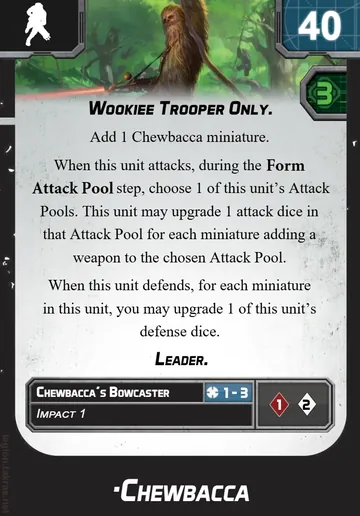 40
3
Wookiee Trooper Only.
Add 1 Chewbacca miniature.
When this unit attacks, during the Form
Attack Pool step, choose 1 of this unit's Attack
Pools. This unit may upgrade 1 attack dice in
that Attack Pool for each miniature adding a
weapon to the chosen Attack Pool.
When this unit defends, for each miniature
in this unit, you may upgrade 1 of this unit's
defense dice.
Leader.
Chewbacca's Bowcaster 1 - 3
Impact 1
1 2
•Chewbacca